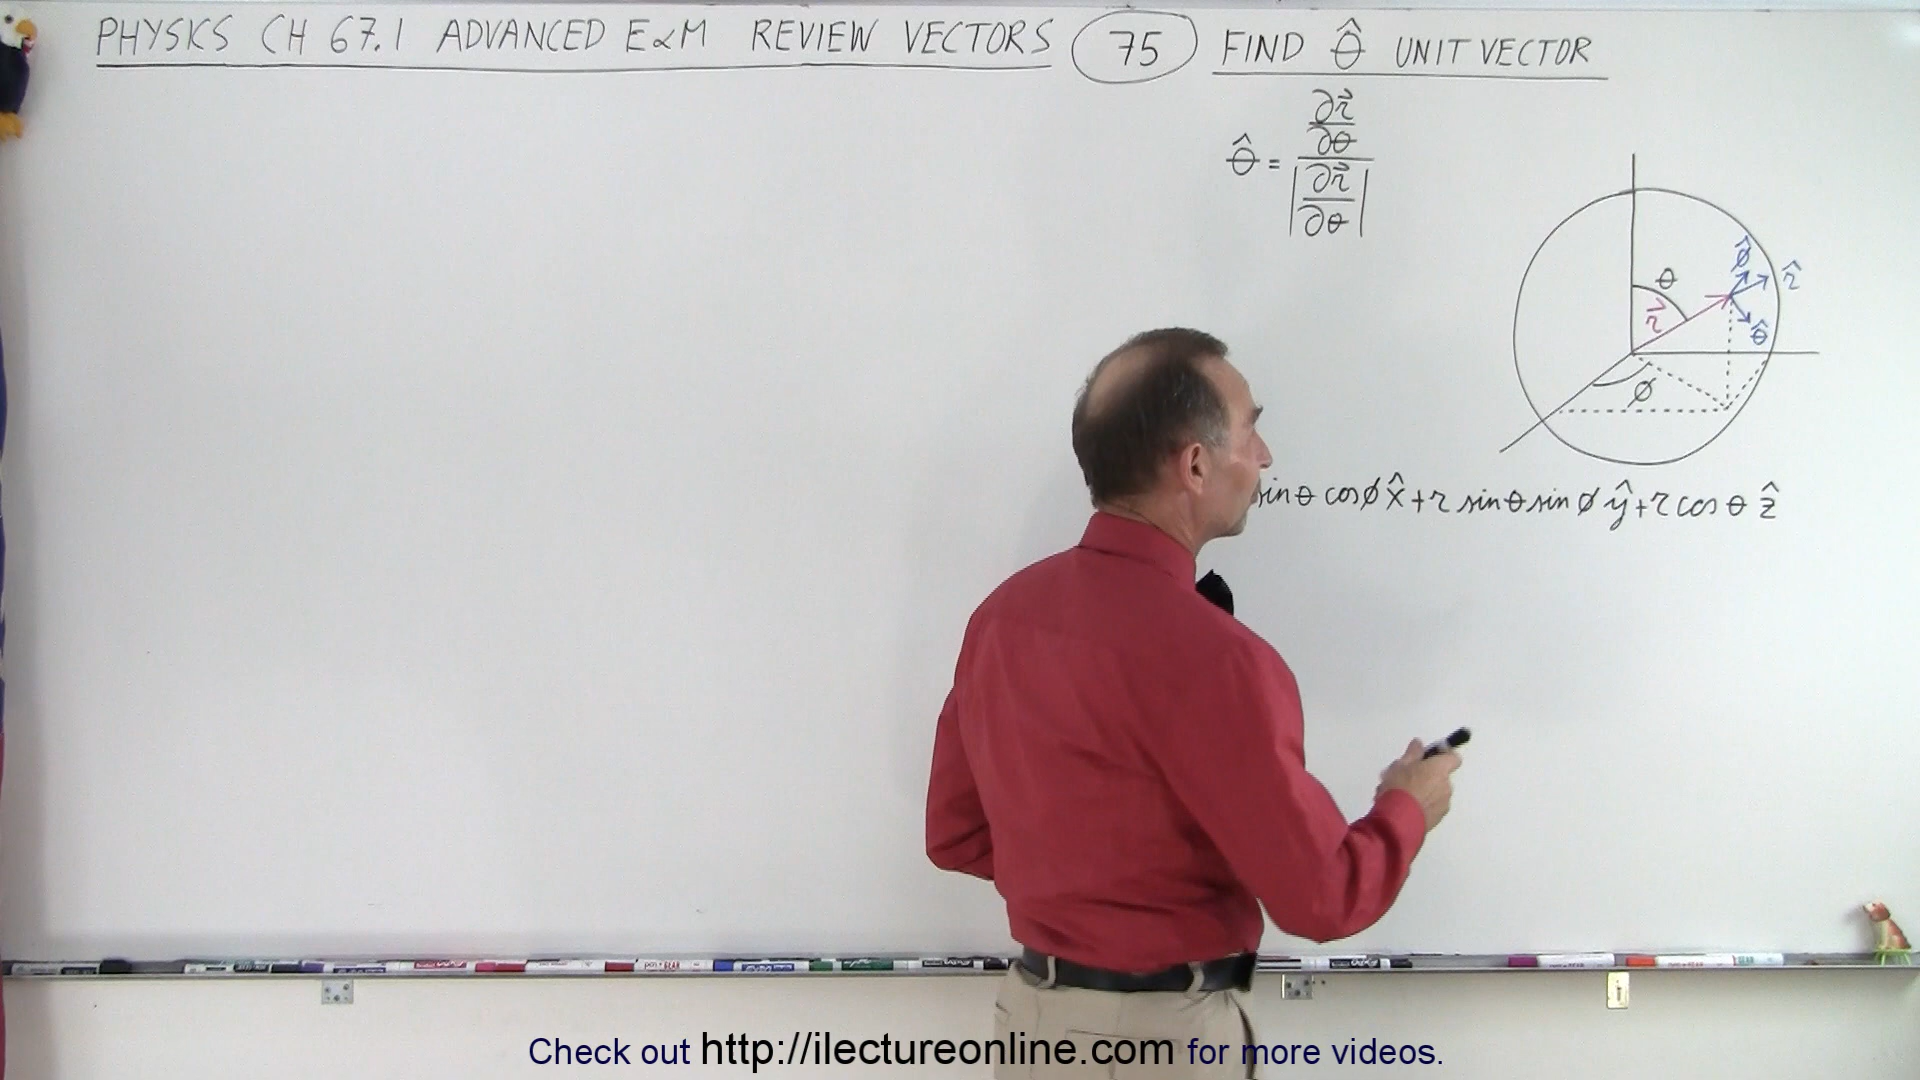 PHYSICS CH 67.1 ADVANCED E&M REVIEW VECTORS 75 FIND θ̂ UNIT VECTOR
θ̂ = (∂r⃗/∂θ) / |∂r⃗/∂θ|
θ
r⃗
φ̂
r̂
θ̂
φ
sinθ cosφ x̂ + r sinθ sinφ ŷ + r cosθ ẑ
Check out http://ilectureonline.com for more videos.